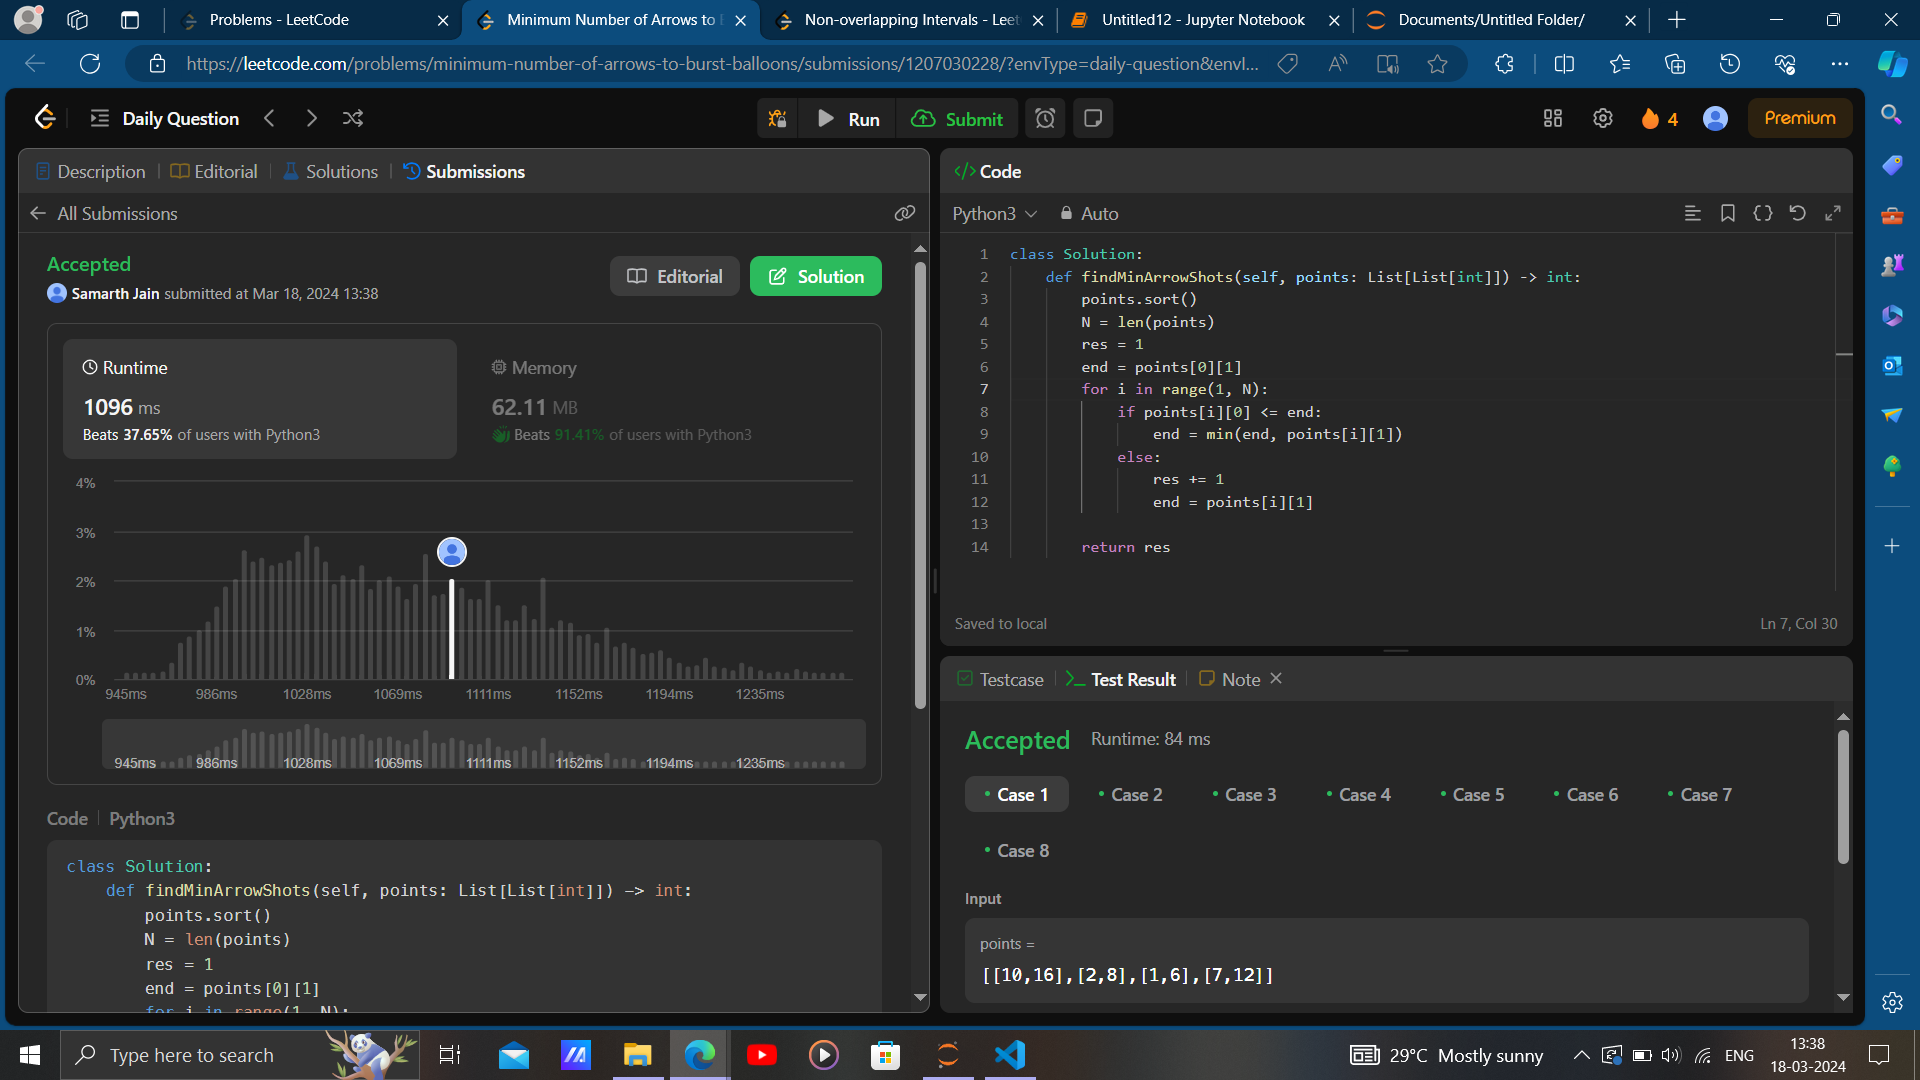 Problems - LeetCode
Minimum Number of Arrows to
Non-overlapping Intervals - Leet
Untitled12 - Jupyter Notebook
Documents/Untitled Folder/
https://leetcode.com/problems/minimum-number-of-arrows-to-burst-balloons/submissions/1207030228/?envType=daily-question&envI...
Daily Question
Run
Submit
4
Premium
Description
Editorial
Solutions
Submissions
All Submissions
Accepted
Samarth Jain submitted at Mar 18, 2024 13:38
Editorial
Solution
Runtime
1096 ms
Beats 37.65% of users with Python3
Memory
62.11 MB
Beats 91.41% of users with Python3
4%
3%
2%
1%
0%
945ms 986ms 1028ms 1069ms 1111ms 1152ms 1194ms 1235ms
945ms 986ms 1028ms 1069ms 1111ms 1152ms 1194ms 1235ms
Code | Python3
class Solution:
    def findMinArrowShots(self, points: List[List[int]]) -> int:
        points.sort()
        N = len(points)
        res = 1
        end = points[0][1]
        for i in range(1, N):
</> Code
Python3
Auto
1 class Solution:
2     def findMinArrowShots(self, points: List[List[int]]) -> int:
3         points.sort()
4         N = len(points)
5         res = 1
6         end = points[0][1]
7         for i in range(1, N):
8             if points[i][0] <= end:
9                 end = min(end, points[i][1])
10             else:
11                 res += 1
12                 end = points[i][1]
13
14         return res
Saved to local
Ln 7, Col 30
Testcase
Test Result
Note
Accepted
Runtime: 84 ms
Case 1
Case 2
Case 3
Case 4
Case 5
Case 6
Case 7
Case 8
Input
points =
[[10,16],[2,8],[1,6],[7,12]]
Type here to search
29°C Mostly sunny
ENG
13:38
18-03-2024